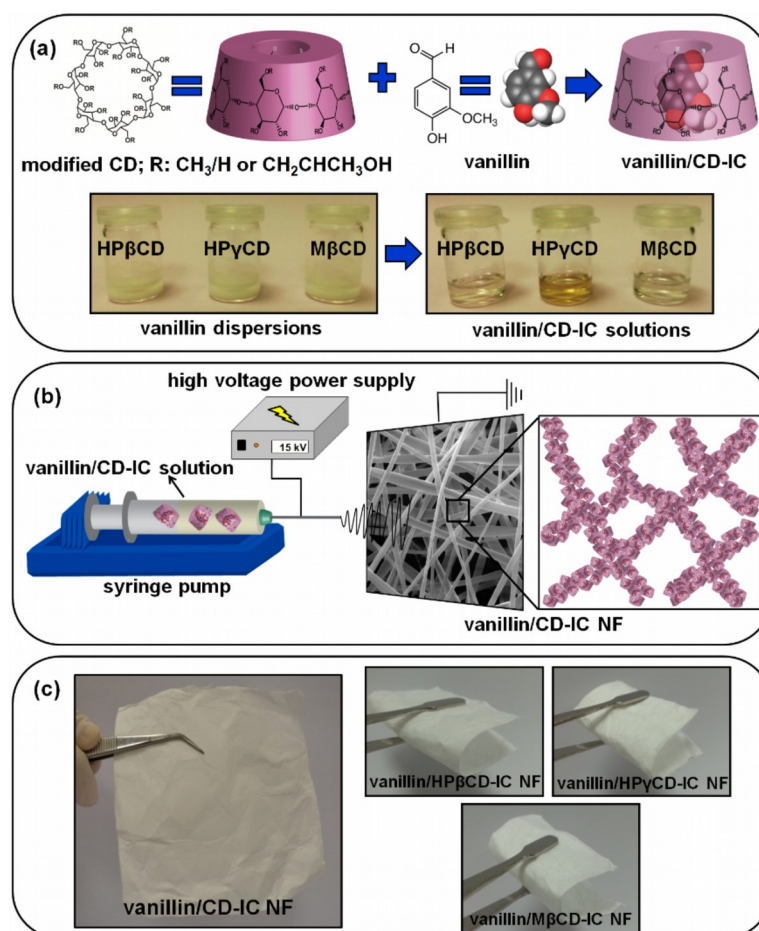 (a)
RO
OR
modified CD; R: CH₃/H or CH₂CHCH₃OH
O
H
OCH₃
OH
vanillin
vanillin/CD-IC
HPβCD
HPγCD
MβCD
vanillin dispersions
HPβCD
HPγCD
MβCD
vanillin/CD-IC solutions
(b)
high voltage power supply
15 kV
vanillin/CD-IC solution
syringe pump
vanillin/CD-IC NF
(c)
vanillin/CD-IC NF
vanillin/HPβCD-IC NF
vanillin/HPγCD-IC NF
vanillin/MβCD-IC NF